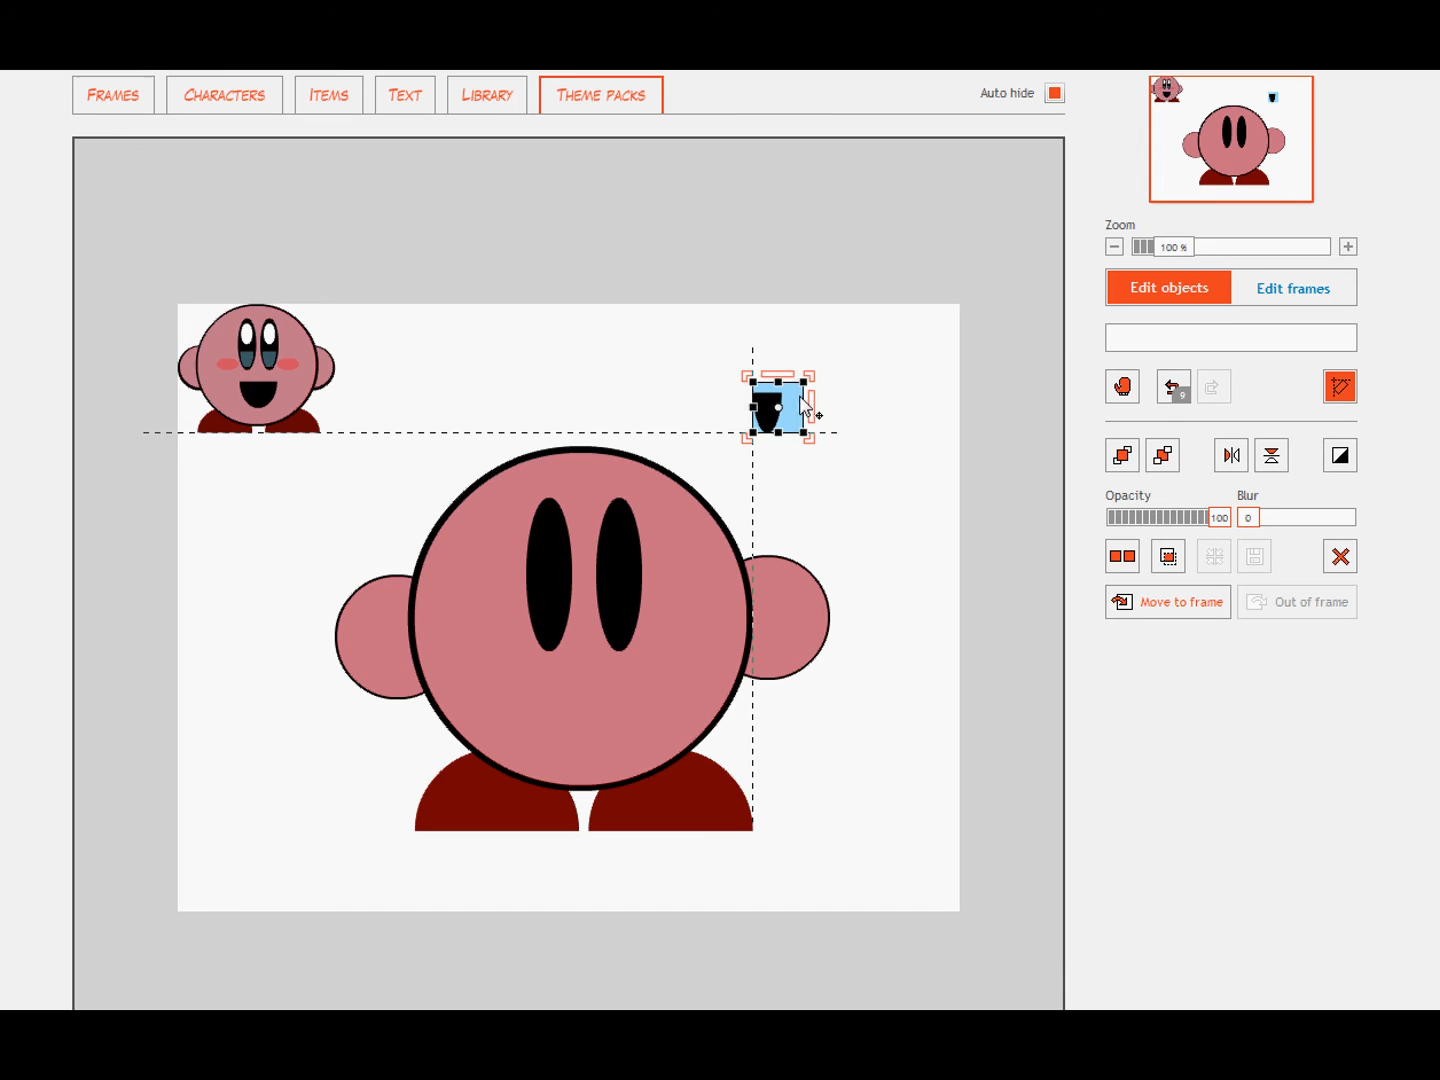 FRAMES CHARACTERS ITEMS TEXT LIBRARY THEME PACKS Auto hide
Zoom
100 %
Edit objects Edit frames
9
Opacity Blur
100 0
Move to frame Out of frame